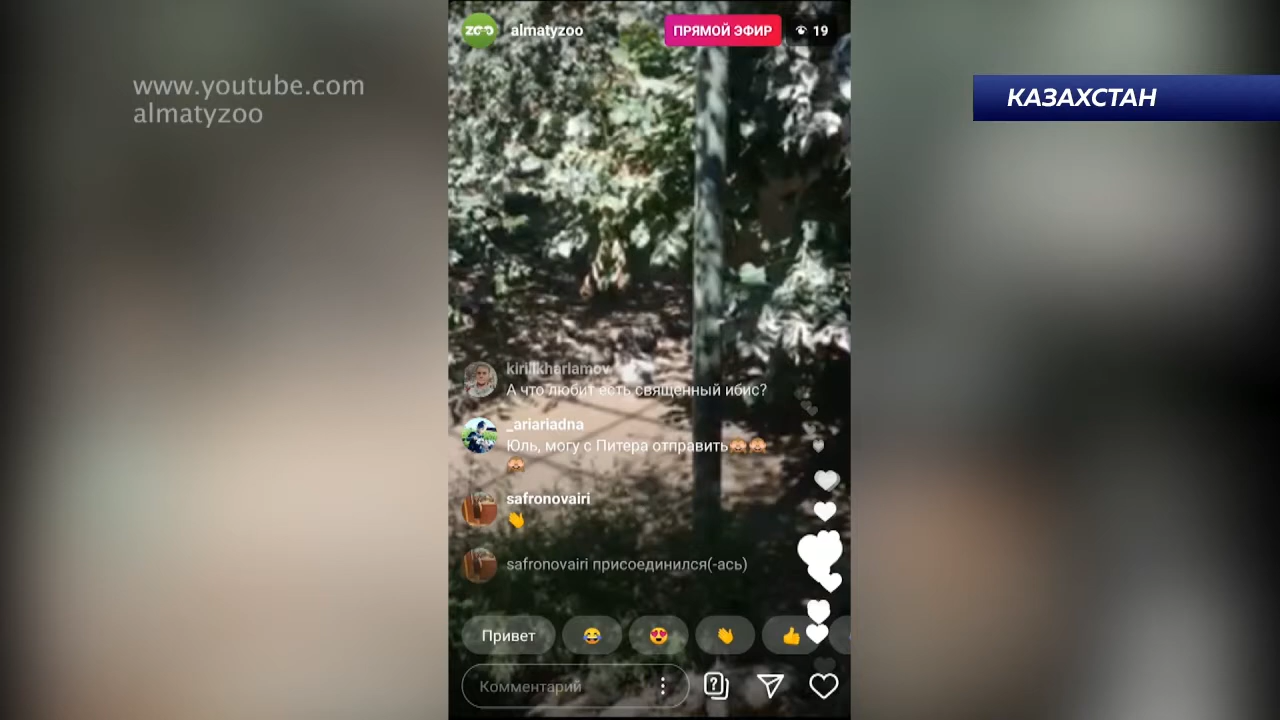 www.youtube.com
almatyzoo
КАЗАХСТАН
ZOO
almatyzoo
ПРЯМОЙ ЭФИР
19
kirillkharlamov
А что любит есть священный ибис?
_ariariadna
Юль, могу с Питера отправить🙈🙈
🙈
safronovairi
👏
safronovairi присоединился(-ась)
Привет
😂
😍
👏
👍
Комментарий